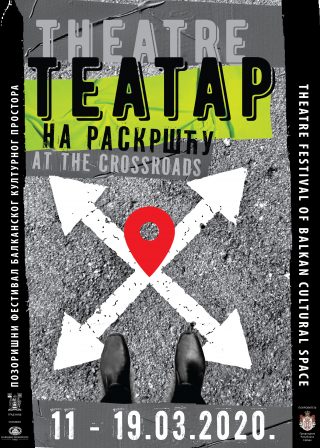 THEATRE
ТЕАТАР
НА РАСКРШЋУ
AT THE CROSSROADS
ПОЗОРИШНИ ФЕСТИВАЛ БАЛКАНСКОГ КУЛТУРНОГ ПРОСТОРА
THEATRE FESTIVAL OF BALKAN CULTURAL SPACE
11 - 19.03.2020.